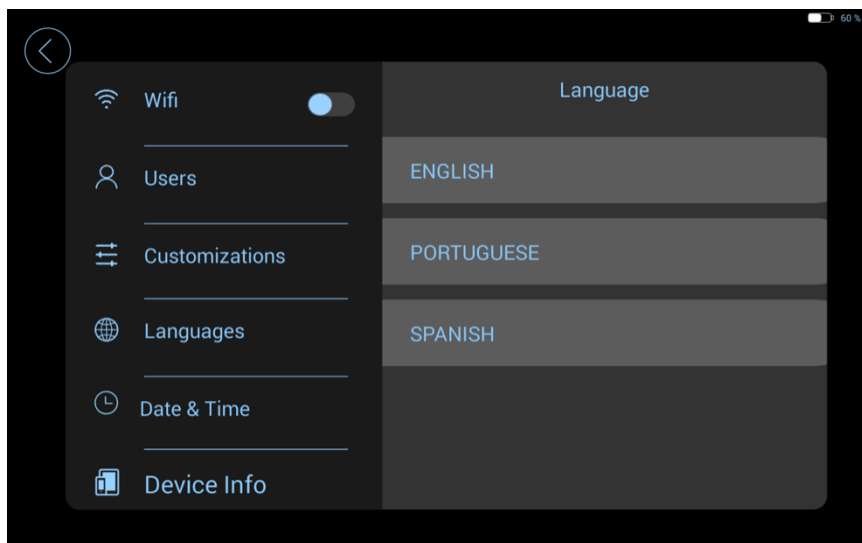 60 %
Wifi
Users
Customizations
Languages
Date & Time
Device Info
Language
ENGLISH
PORTUGUESE
SPANISH